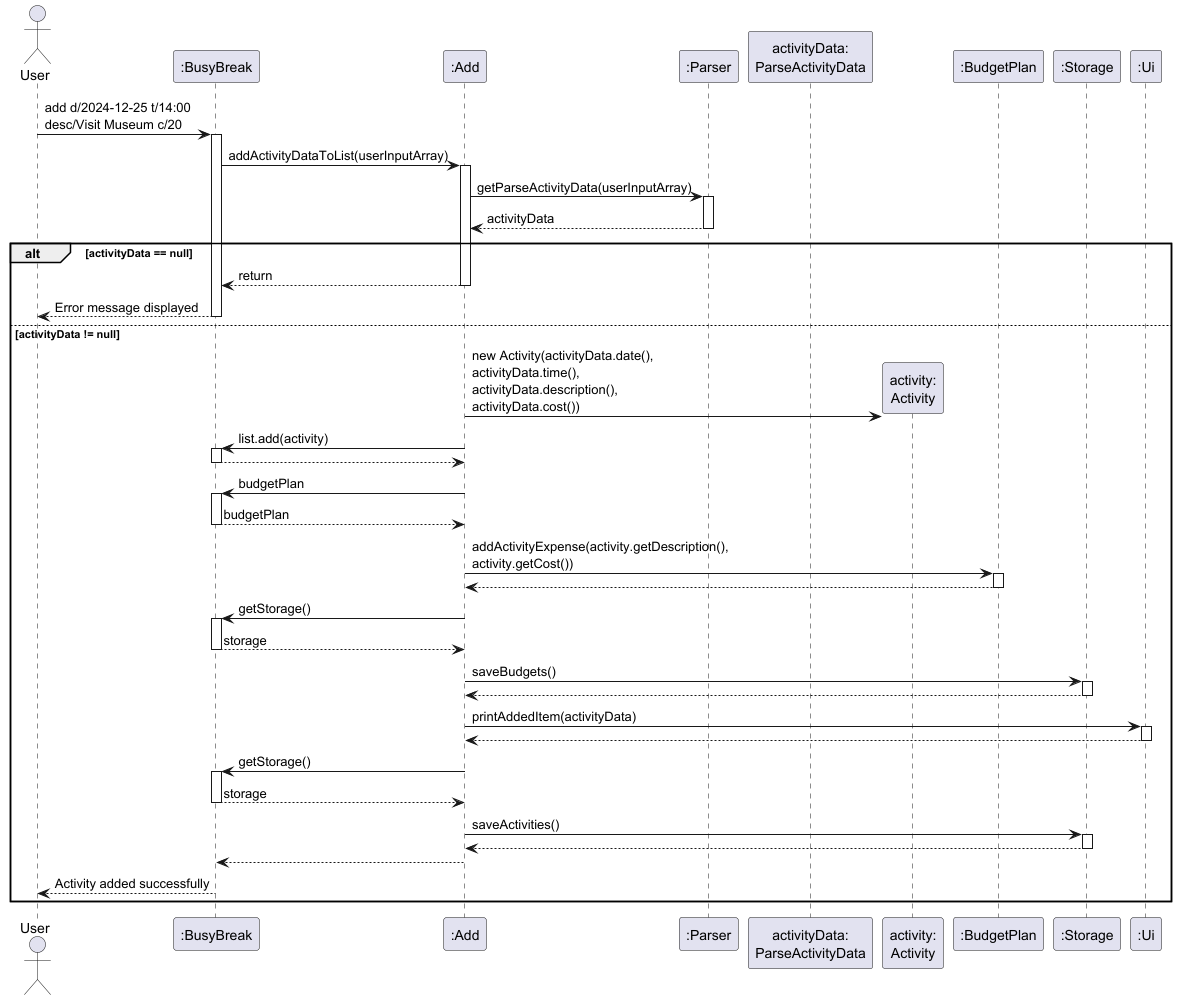 User
:BusyBreak
:Add
:Parser
activityData:
ParseActivityData
:BudgetPlan
:Storage
:Ui
add d/2024-12-25 t/14:00
desc/Visit Museum c/20
addActivityDataToList(userInputArray)
getParseActivityData(userInputArray)
activityData
alt
[activityData == null]
return
Error message displayed
[activityData != null]
new Activity(activityData.date(),
activityData.time(),
activityData.description(),
activityData.cost())
activity:
Activity
list.add(activity)
budgetPlan
budgetPlan
addActivityExpense(activity.getDescription(),
activity.getCost())
getStorage()
storage
saveBudgets()
printAddedItem(activityData)
getStorage()
storage
saveActivities()
Activity added successfully
User
:BusyBreak
:Add
:Parser
activityData:
ParseActivityData
activity:
Activity
:BudgetPlan
:Storage
:Ui